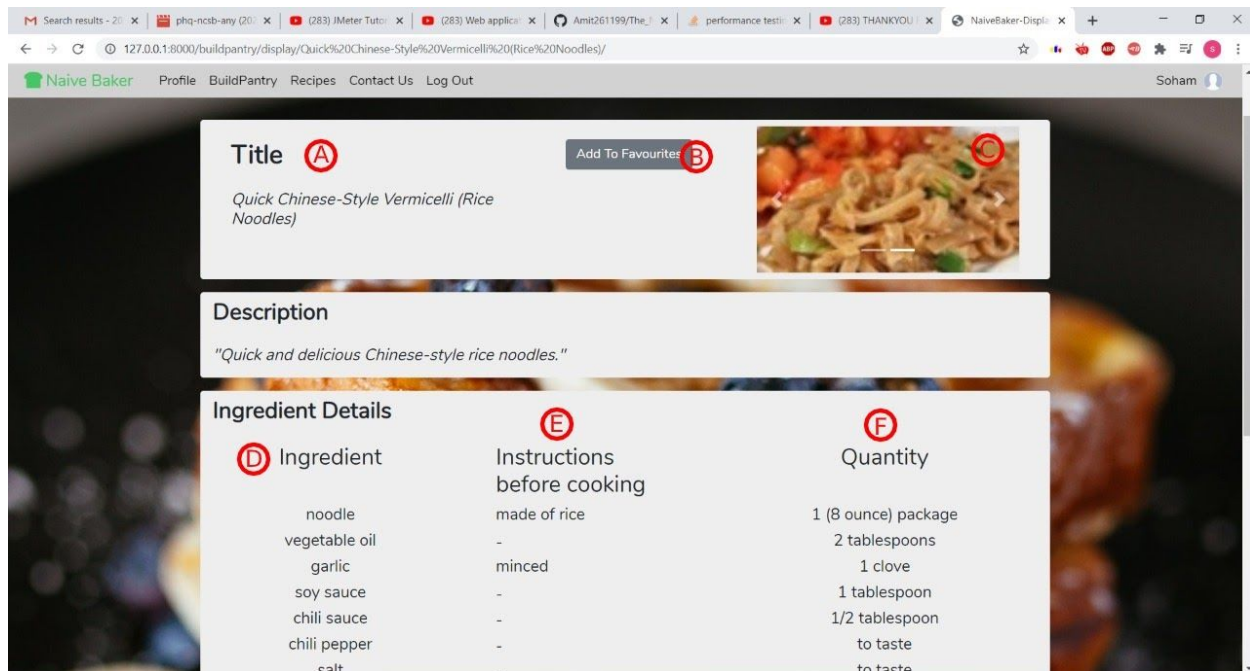 Search results - 20
phq-ncsb-any (202
(283) JMeter Tutor
(283) Web applicat
Amit261199/The_
performance testin
(283) THANKYOU
NaiveBaker-Displa
127.0.0.1:8000/buildpantry/display/Quick%20Chinese-Style%20Vermicelli%20(Rice%20Noodles)/
ABP
S
Naive Baker Profile BuildPantry Recipes Contact Us Log Out Soham
Title A Add To Favourites B C
Quick Chinese-Style Vermicelli (Rice
Noodles)
Description
"Quick and delicious Chinese-style rice noodles."
Ingredient Details
E F
D Ingredient Instructions Quantity
before cooking
noodle made of rice 1 (8 ounce) package
vegetable oil - 2 tablespoons
garlic minced 1 clove
soy sauce - 1 tablespoon
chili sauce - 1/2 tablespoon
chili pepper - to taste
salt to taste